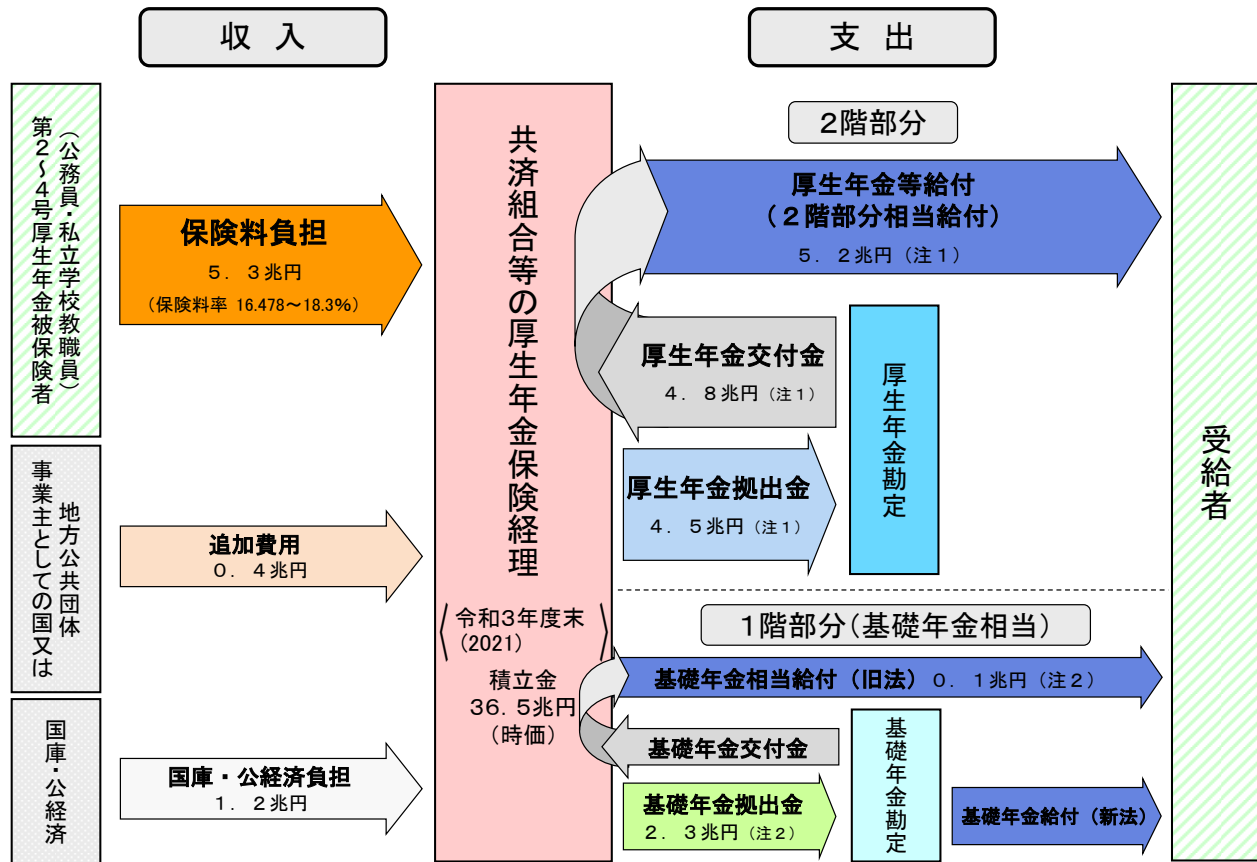 収 入
支 出
第2～4号厚生年金被保険者
（公務員・私立学校教職員）
事業主としての国又は
地方公共団体
国庫・公経済
保険料負担
５．３兆円
（保険料率 16.478～18.3%）
追加費用
０．４兆円
国庫・公経済負担
１．２兆円
共済組合等の厚生年金保険経理
令和３年度末
(2021)
積立金
36.5兆円
（時価）
２階部分
厚生年金等給付
（２階部分相当給付）
５．２兆円（注１）
厚生年金交付金
４．８兆円（注１）
厚生年金拠出金
４．５兆円（注１）
厚生年金勘定
１階部分（基礎年金相当）
基礎年金相当給付（旧法）０．１兆円（注２）
基礎年金交付金
基礎年金拠出金
２．３兆円（注２）
基礎年金勘定
基礎年金給付（新法）
受給者